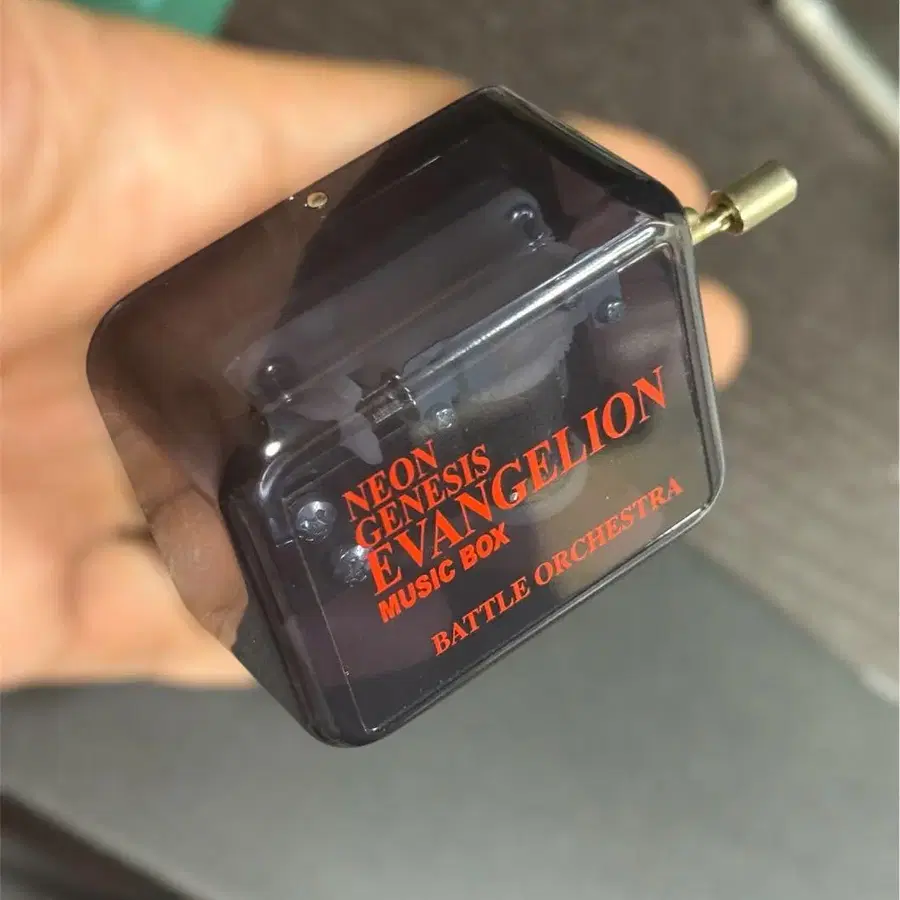 NEON
GENESIS
EVANGELION
MUSIC BOX
BATTLE ORCHESTRA